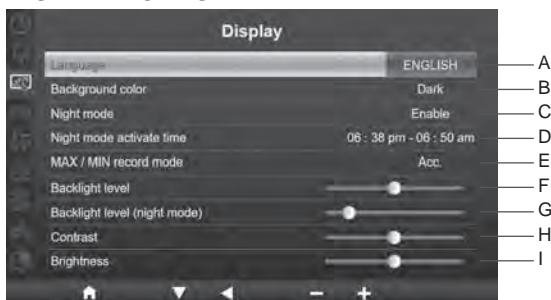 Display
Language ENGLISH A
Background color Dark B
Night mode Enable C
Night mode activate time 06 : 38 pm - 06 : 50 am D
MAX / MIN record mode Acc. E
Backlight level F
Backlight level (night mode) G
Contrast H
Brightness I